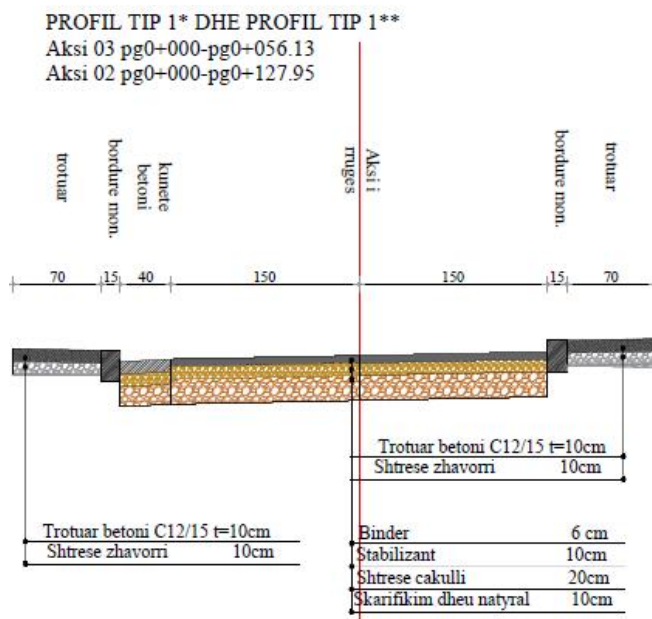 PROFIL TIP 1* DHE PROFIL TIP 1**
Aksi 03 pg0+000-pg0+056.13
Aksi 02 pg0+000-pg0+127.95
trotuar
bordure mon.
kunete
betoni
Aksi i
rruges
bordure mon.
trotuar
70 15 40 150 150 15 70
Trotuar betoni C12/15 t=10cm
Shtrese zhavorri 10cm
Trotuar betoni C12/15 t=10cm
Shtrese zhavorri 10cm
Binder 6 cm
Stabilizant 10cm
Shtrese cakulli 20cm
Skarifikim dheu natyral 10cm